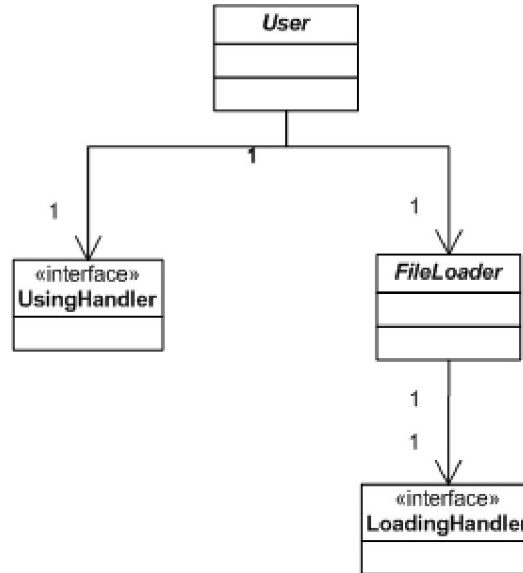 User
1
1
1
«interface»
UsingHandler
FileLoader
1
1
«interface»
LoadingHandler